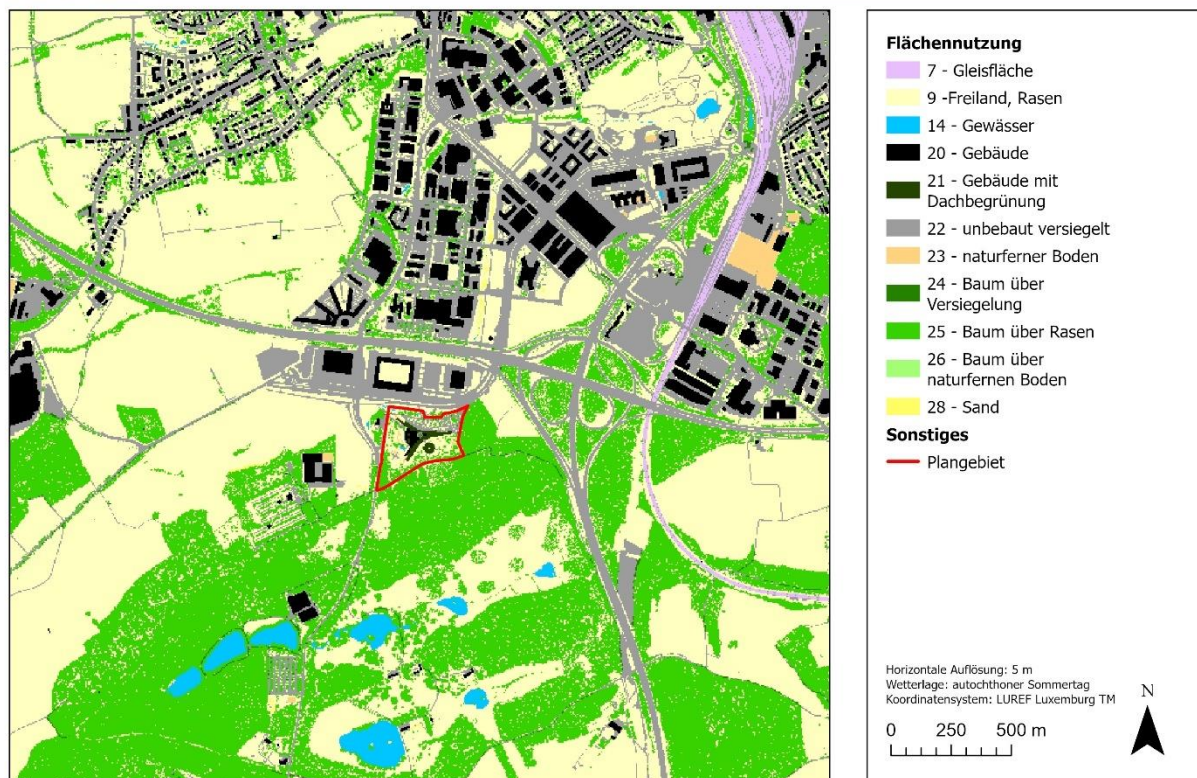 Flächennutzung
7 - Gleisfläche
9 -Freiland, Rasen
14 - Gewässer
20 - Gebäude
21 - Gebäude mit
Dachbegrünung
22 - unbebaut versiegelt
23 - naturferner Boden
24 - Baum über
Versiegelung
25 - Baum über Rasen
26 - Baum über
naturfernen Boden
28 - Sand
Sonstiges
Plangebiet
Horizontale Auflösung: 5 m
Wetterlage: autochthoner Sommertag
Koordinatensystem: LUREF Luxemburg TM
N
0 250 500 m